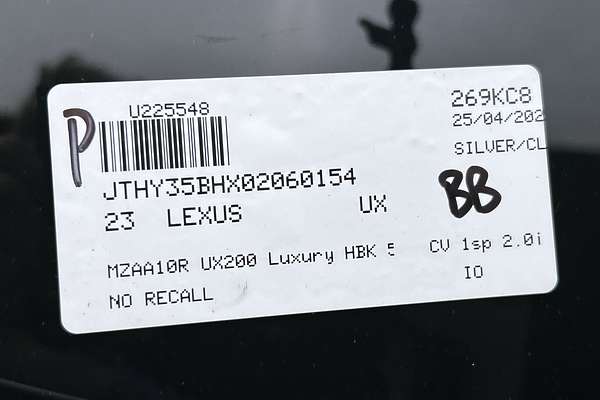 P
U225548
269KC8
25/04/202
SILVER/CL
JTHY35BHX02060154
BB
23 LEXUS UX
MZAA10R UX200 Luxury HBK 5 CV 1sp 2.0i
NO RECALL IO